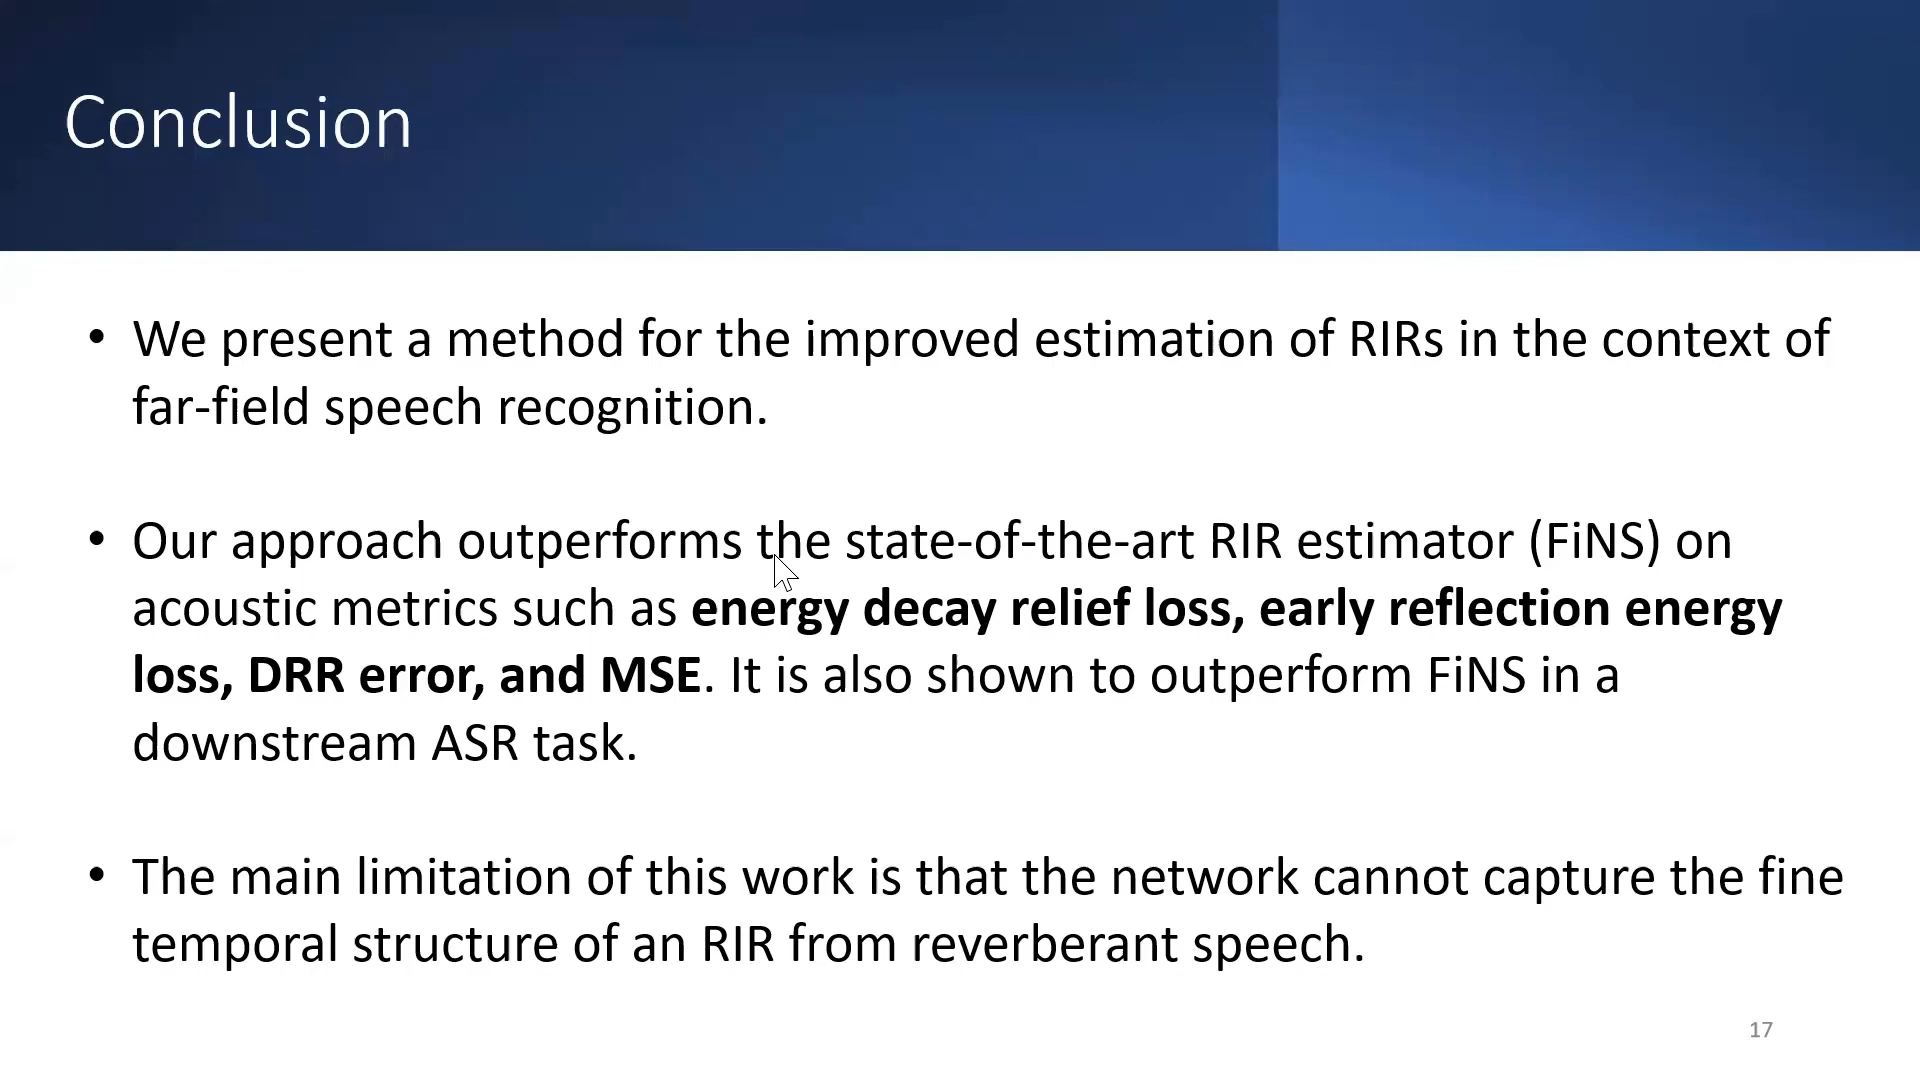 Conclusion
• We present a method for the improved estimation of RIRs in the context of
far-field speech recognition.
• Our approach outperforms the state-of-the-art RIR estimator (FiNS) on
acoustic metrics such as energy decay relief loss, early reflection energy
loss, DRR error, and MSE. It is also shown to outperform FiNS in a
downstream ASR task.
• The main limitation of this work is that the network cannot capture the fine
temporal structure of an RIR from reverberant speech.
17